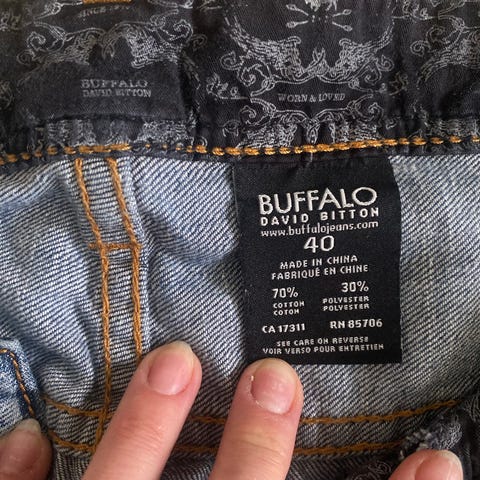 SINCE
WORN & LOVED
BUFFALO
DAVID BITTON
BUFFALO
DAVID BITTON
www.buffalojeans.com
40
MADE IN CHINA
FABRIQUÉ EN CHINE
70% 30%
COTTON POLYESTER
COTON POLYESTER
CA 17311 RN 85706
SEE CARE ON REVERSE
VOIR VERSO POUR ENTRETIEN